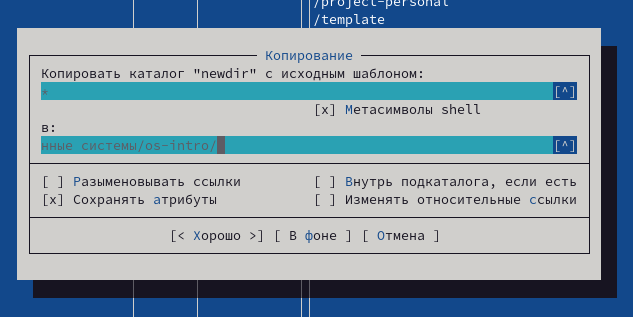 /project-personal
/template
Копирование
Копировать каталог "newdir" с исходным шаблоном:
* [^]
[x] Метасимволы shell
в:
нные системы/os-intro/ [^]
[ ] Разыменовывать ссылки [ ] Внутрь подкаталога, если есть
[x] Сохранять атрибуты [ ] Изменять относительные ссылки
[< Хорошо >] [ В фоне ] [ Отмена ]